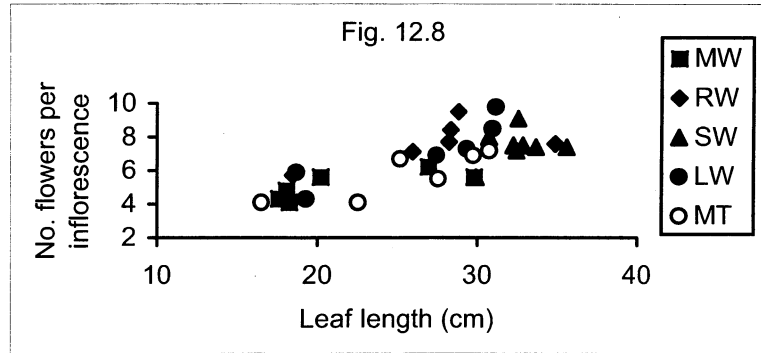 Fig. 12.8
No. flowers per
inflorescence
10
8
6
4
2
10
20
30
40
Leaf length (cm)
MW
RW
SW
LW
MT